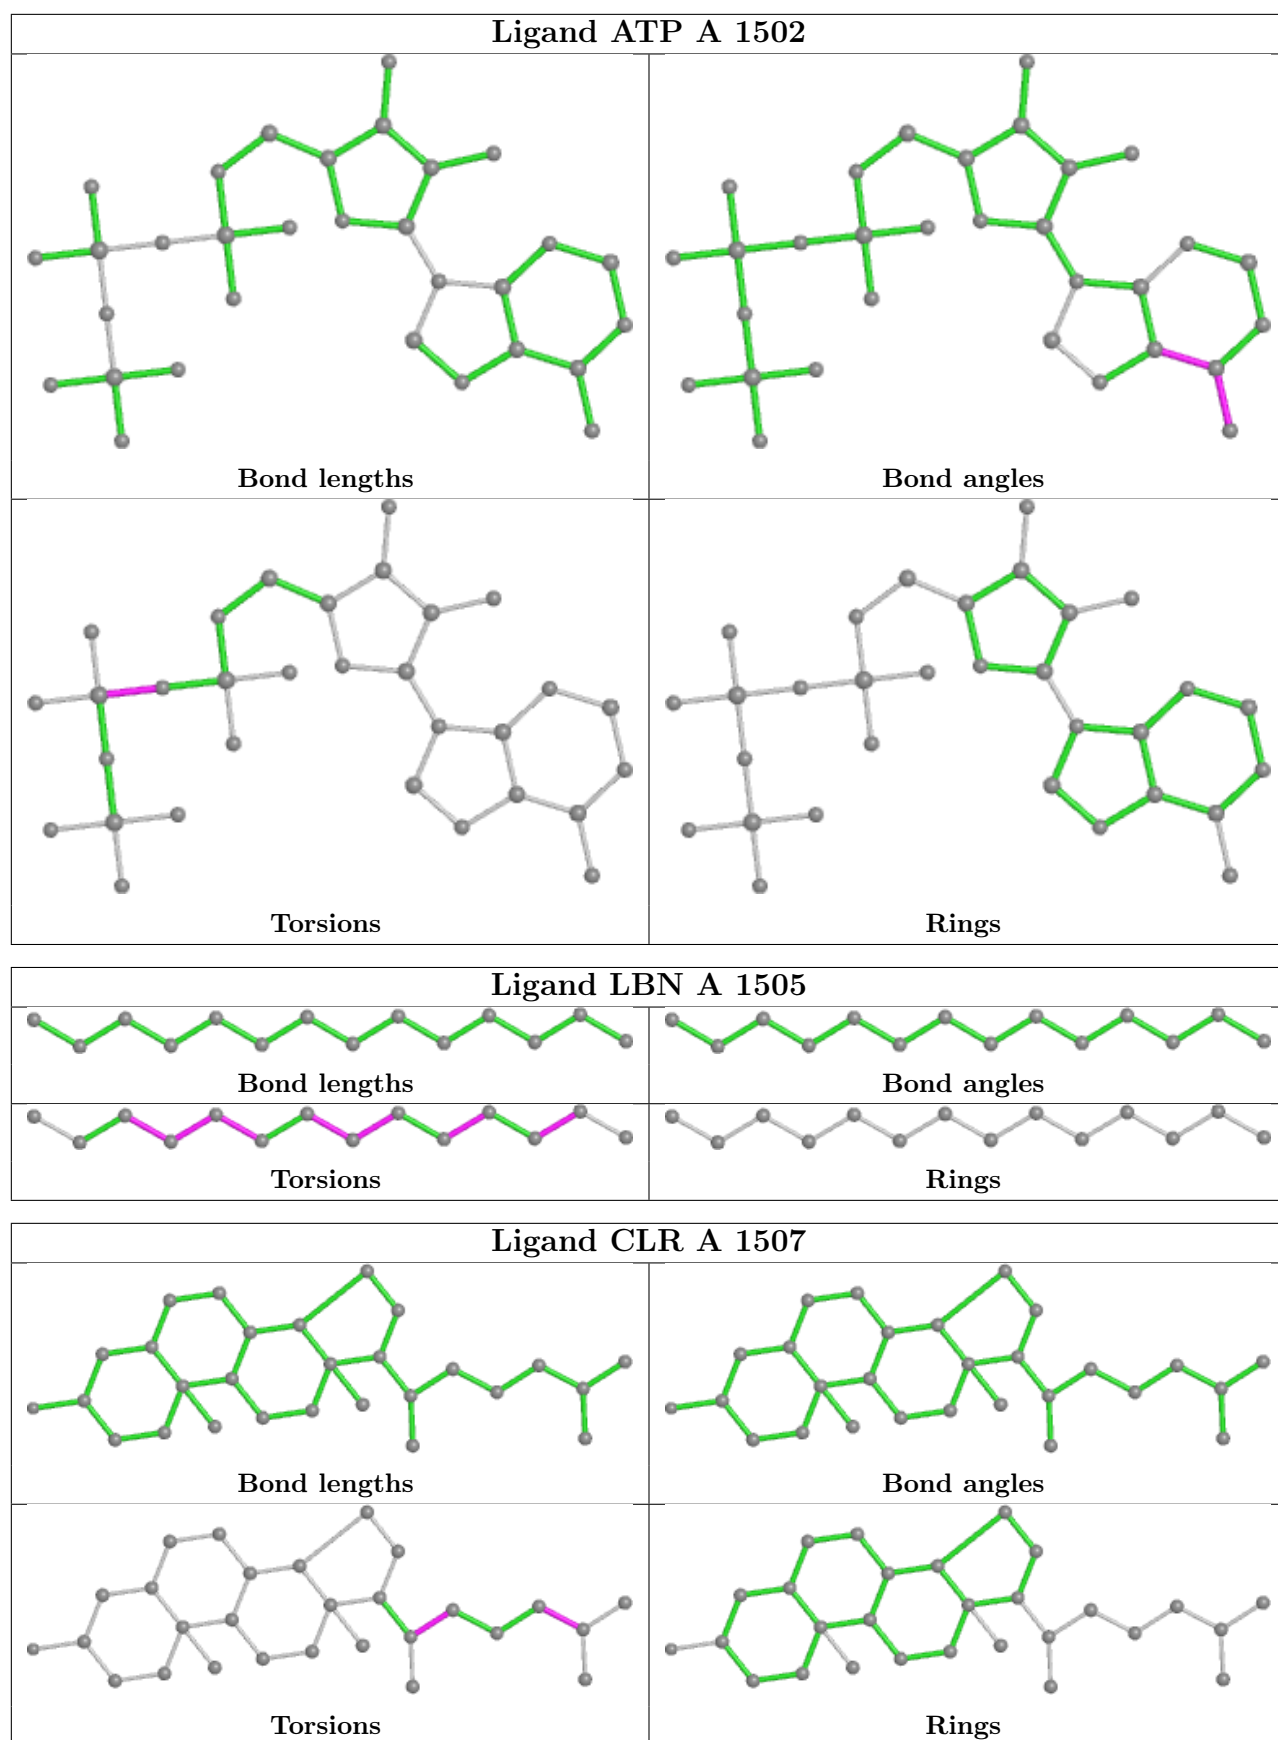 Ligand ATP A 1502
Bond lengths
Bond angles
Torsions
Rings
Ligand LBN A 1505
Bond lengths
Bond angles
Torsions
Rings
Ligand CLR A 1507
Bond lengths
Bond angles
Torsions
Rings